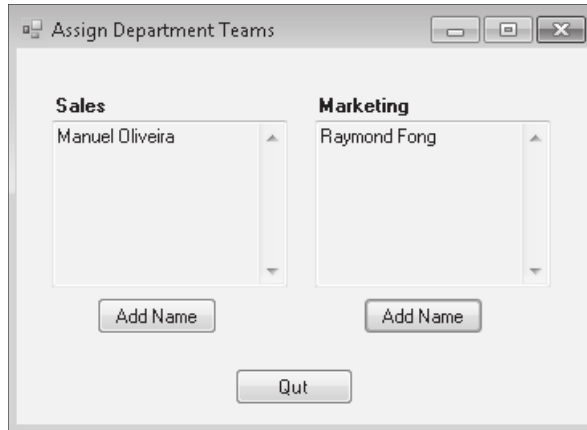 Assign Department Teams
Sales
Marketing
Manuel Oliveira
Raymond Fong
Add Name
Add Name
Qut